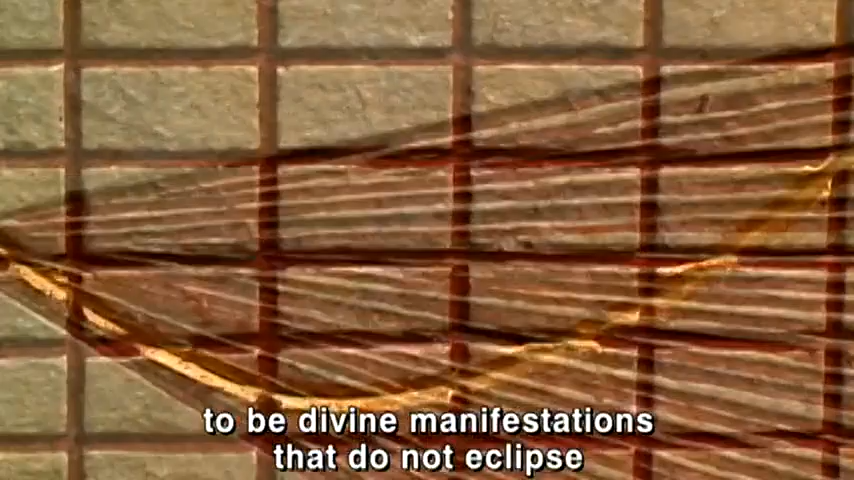 to be divine manifestations
that do not eclipse